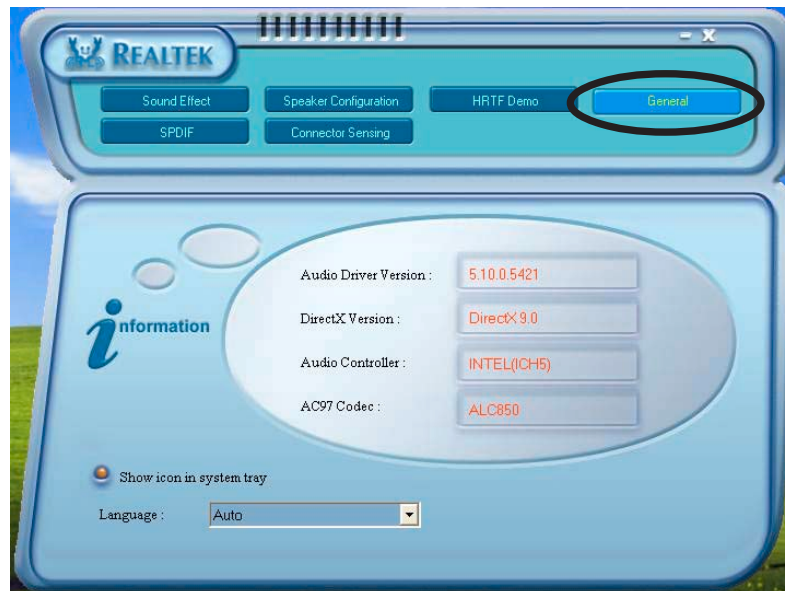 REALTEK
- X
Sound Effect
Speaker Configuration
HRTF Demo
General
SPDIF
Connector Sensing
information
Audio Driver Version :
5.10.0.5421
DirectX Version :
DirectX 9.0
Audio Controller :
INTEL(ICH5)
AC97 Codec :
ALC850
Show icon in system tray
Language :
Auto